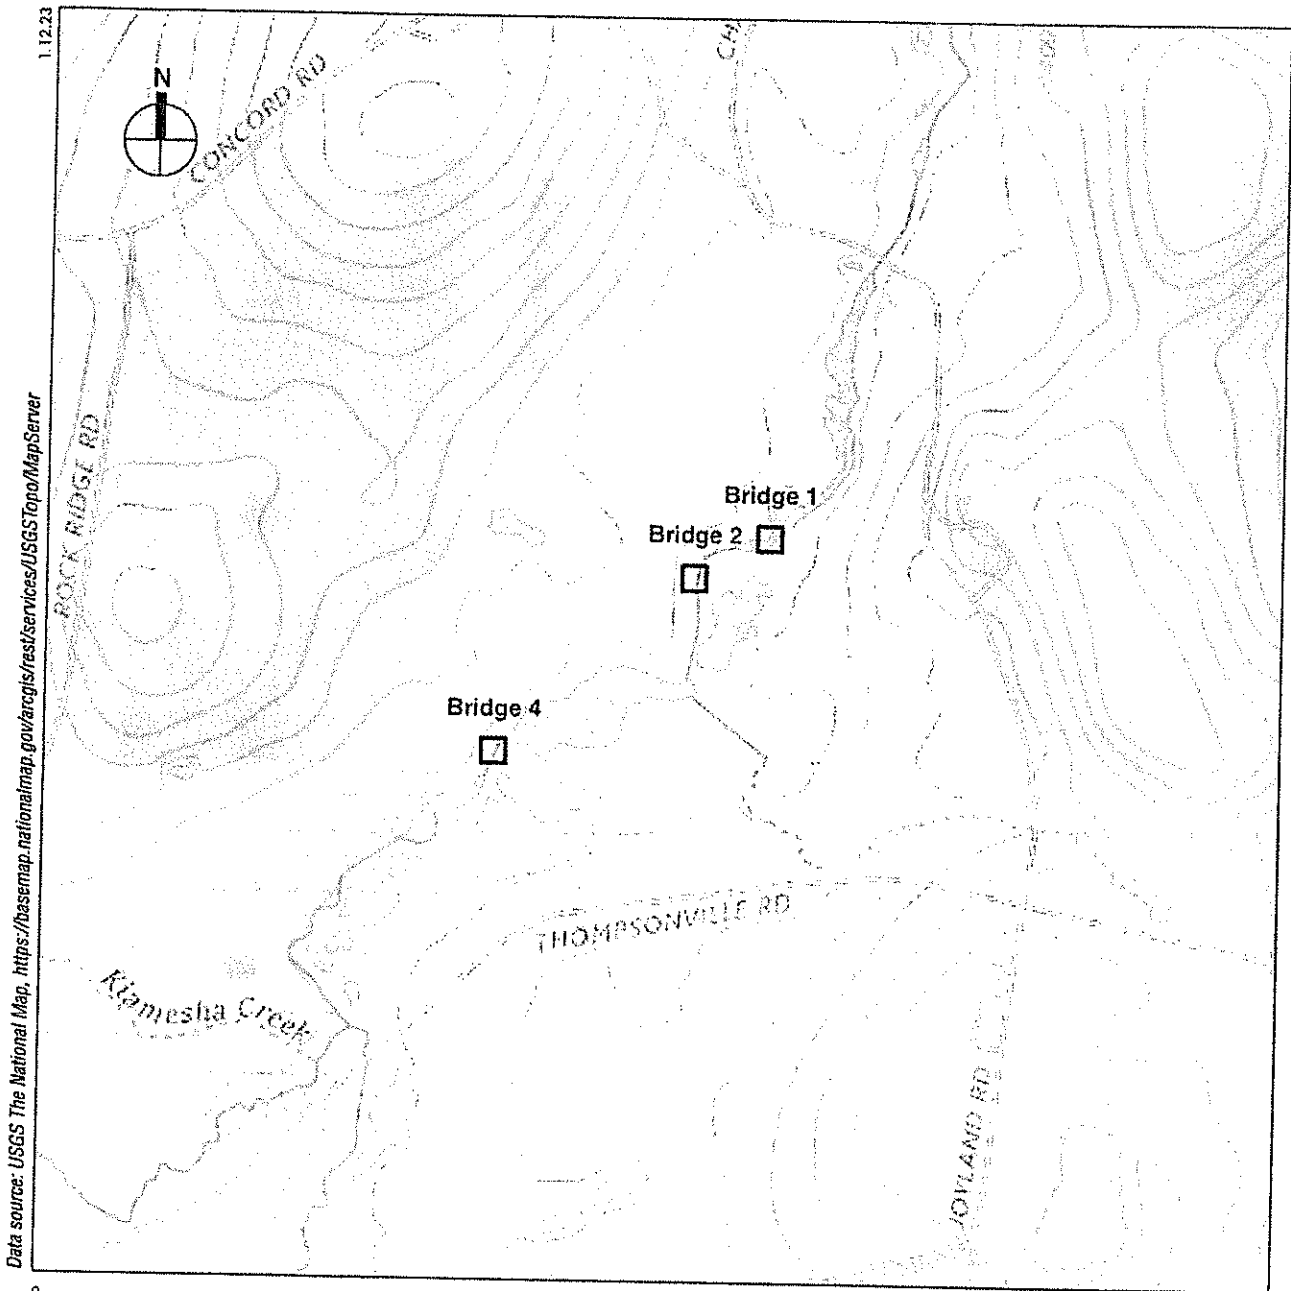 1.12.23
Data source: USGS The National Map, https://basemap.nationalmap.gov/arcgis/rest/services/USGSTopo/MapServer
N
CONCORD RD
CH
ROCK RIDGE RD
Bridge 1
Bridge 2
Bridge 4
THOMPSONVILLE RD
Kiamesha Creek
JOYLAND RD